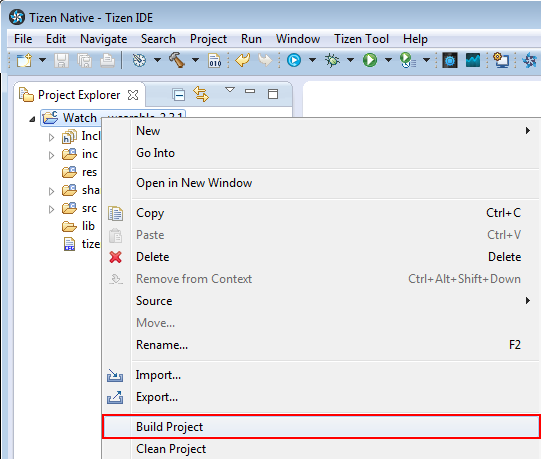 Tizen Native - Tizen IDE
File Edit Navigate Search Project Run Window Tizen Tool Help
010
Project Explorer
Watch - wearable-2.3.1
Incl
inc
res
sha
src
lib
tize
New
Go Into
Open in New Window
Copy Ctrl+C
Paste Ctrl+V
Delete Delete
Remove from Context Ctrl+Alt+Shift+Down
Source
Move...
Rename... F2
Import...
Export...
Build Project
Clean Project